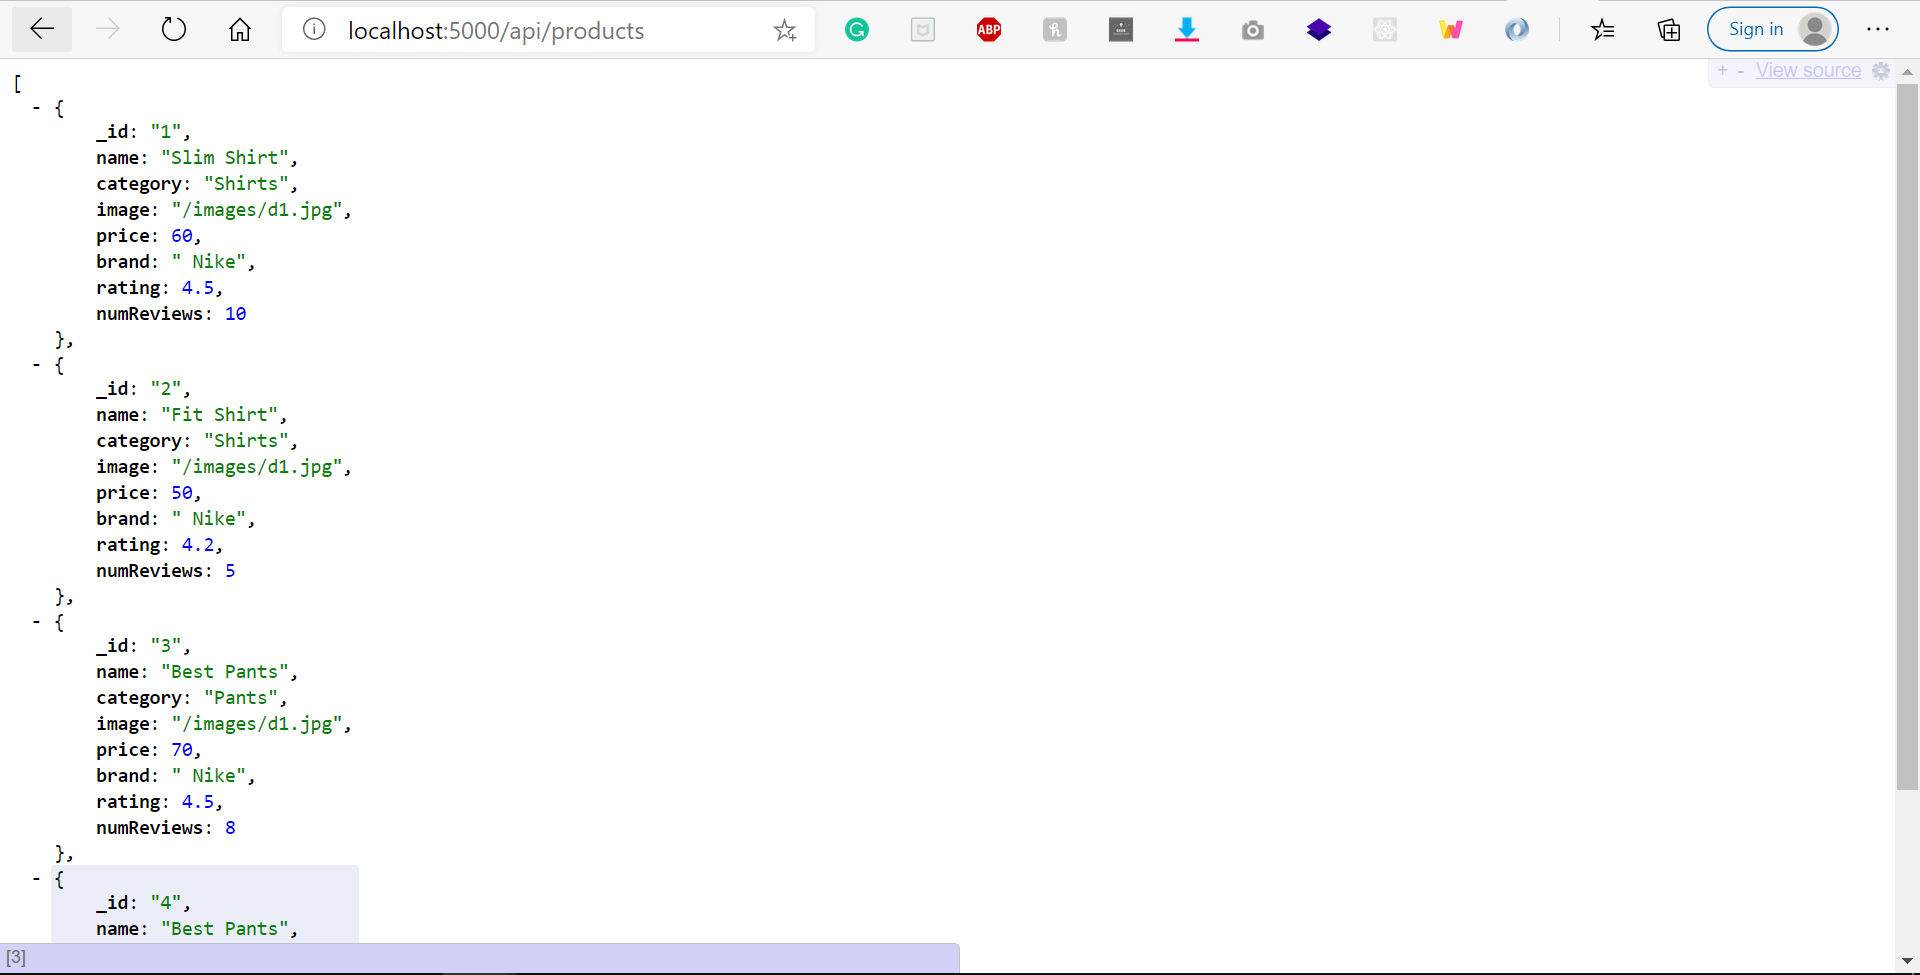 localhost:5000/api/products
ABP
Sign in
+ - View source
[
- {
_id: "1",
name: "Slim Shirt",
category: "Shirts",
image: "/images/d1.jpg",
price: 60,
brand: " Nike",
rating: 4.5,
numReviews: 10
},
- {
_id: "2",
name: "Fit Shirt",
category: "Shirts",
image: "/images/d1.jpg",
price: 50,
brand: " Nike",
rating: 4.2,
numReviews: 5
},
- {
_id: "3",
name: "Best Pants",
category: "Pants",
image: "/images/d1.jpg",
price: 70,
brand: " Nike",
rating: 4.5,
numReviews: 8
},
- {
_id: "4",
name: "Best Pants",
[3]